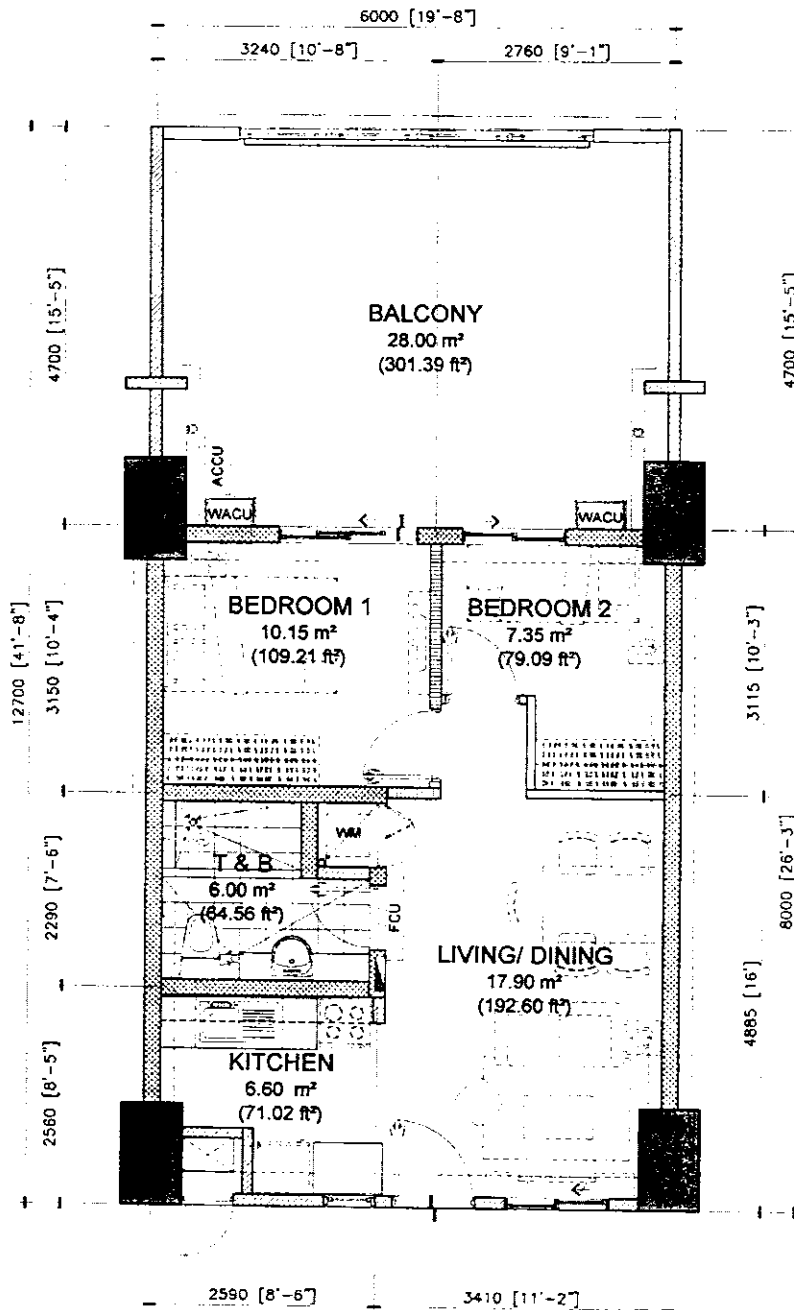 6000 [19'-8"]
3240 [10'-8"]
2760 [9'-1"]
4700 [15'-5"]
4700 [15'-5"]
BALCONY
28.00 m²
(301.39 ft²)
ACCU
WACU
WACU
BEDROOM 1
10.15 m²
(109.21 ft²)
BEDROOM 2
7.35 m²
(79.09 ft²)
12700 [41'-8"]
3150 [10'-4"]
3115 [10'-3"]
WM
T & B
6.00 m²
(64.56 ft²)
FCU
2290 [7'-6"]
8000 [26'-3"]
LIVING/ DINING
17.90 m²
(192.60 ft²)
4885 [16']
KITCHEN
6.60 m²
(71.02 ft²)
2560 [8'-5"]
2590 [8'-6"]
3410 [11'-2"]